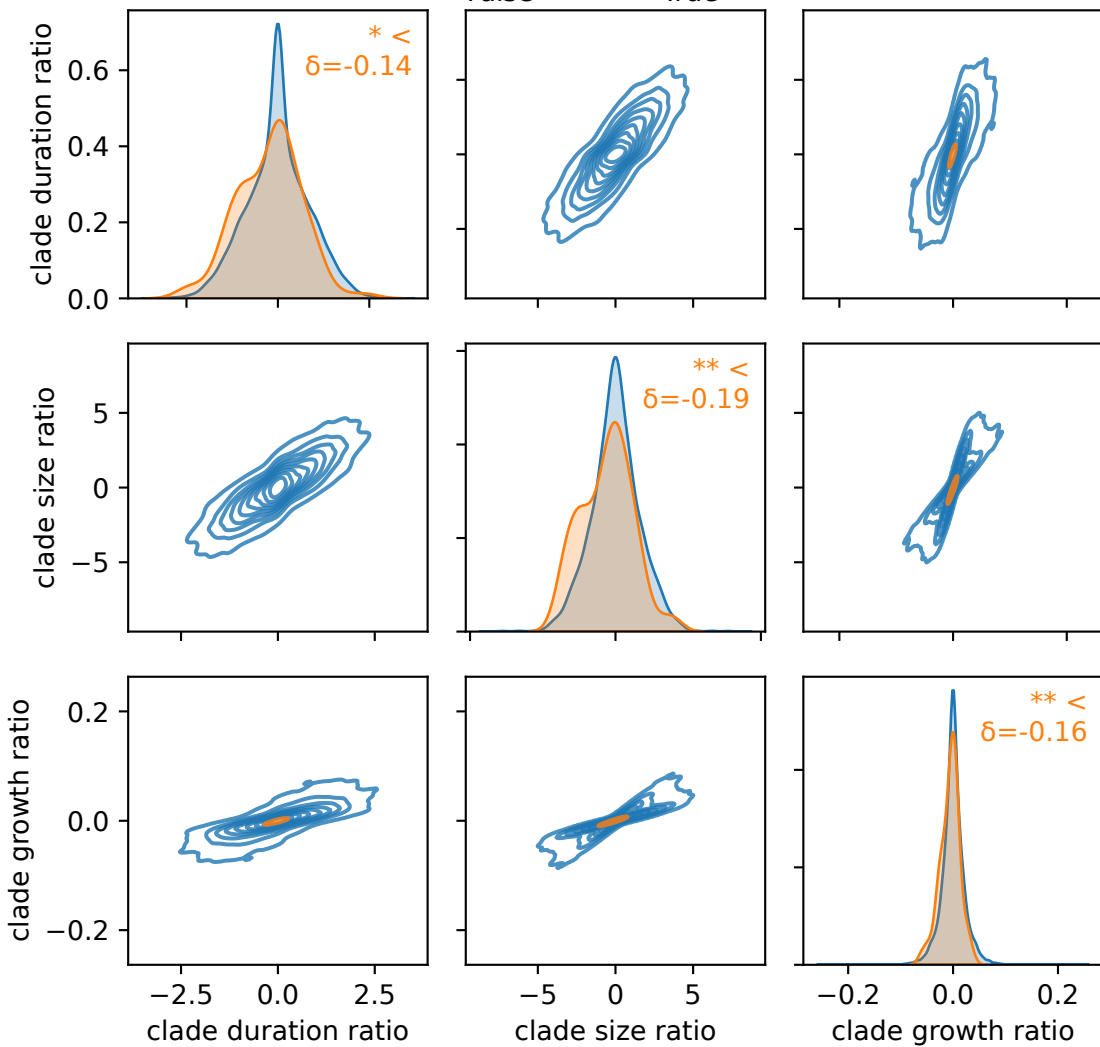 clade duration ratio
0.6
0.4
0.2
0.0
* <
δ=-0.14
clade size ratio
5
0
−5
** <
δ=-0.19
clade growth ratio
0.2
0.0
−0.2
** <
δ=-0.16
−2.5 0.0 2.5
clade duration ratio
−5 0 5
clade size ratio
−0.2 0.0 0.2
clade growth ratio